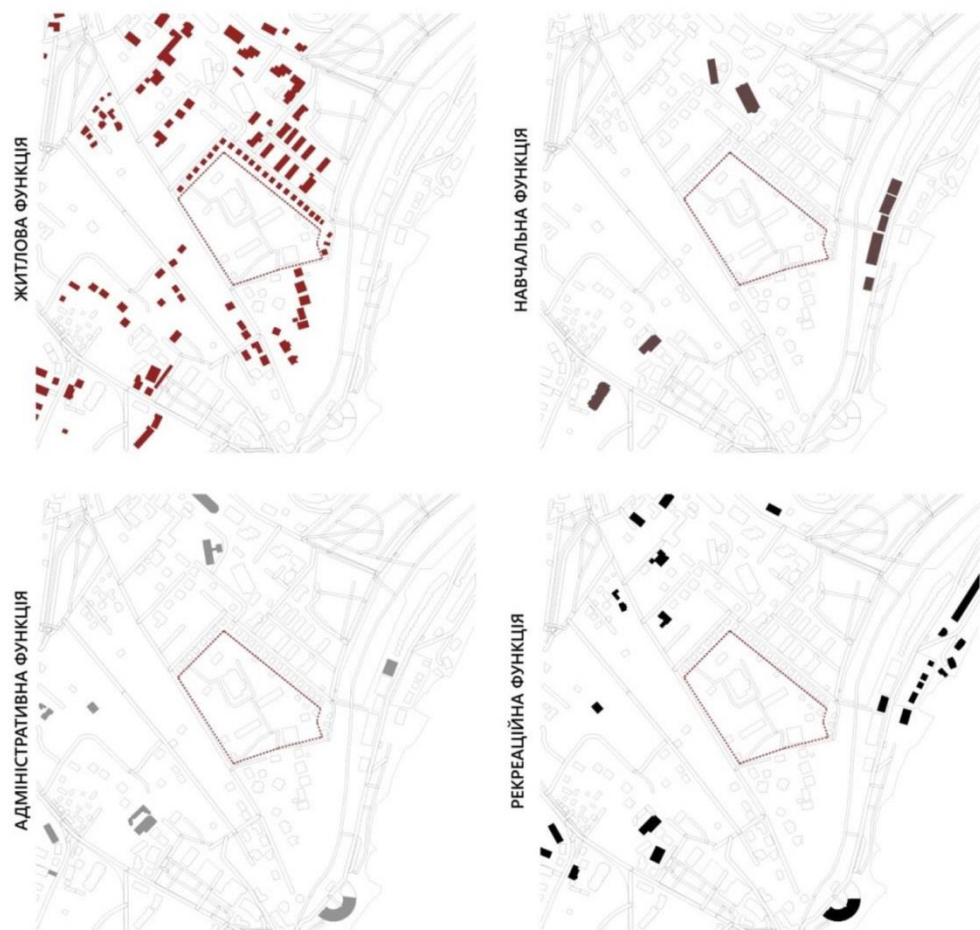 ЖИТЛОВА ФУНКЦІЯ
НАВЧАЛЬНА ФУНКЦІЯ
АДМІНІСТРАТИВНА ФУНКЦІЯ
РЕКРЕАЦІЙНА ФУНКЦІЯ